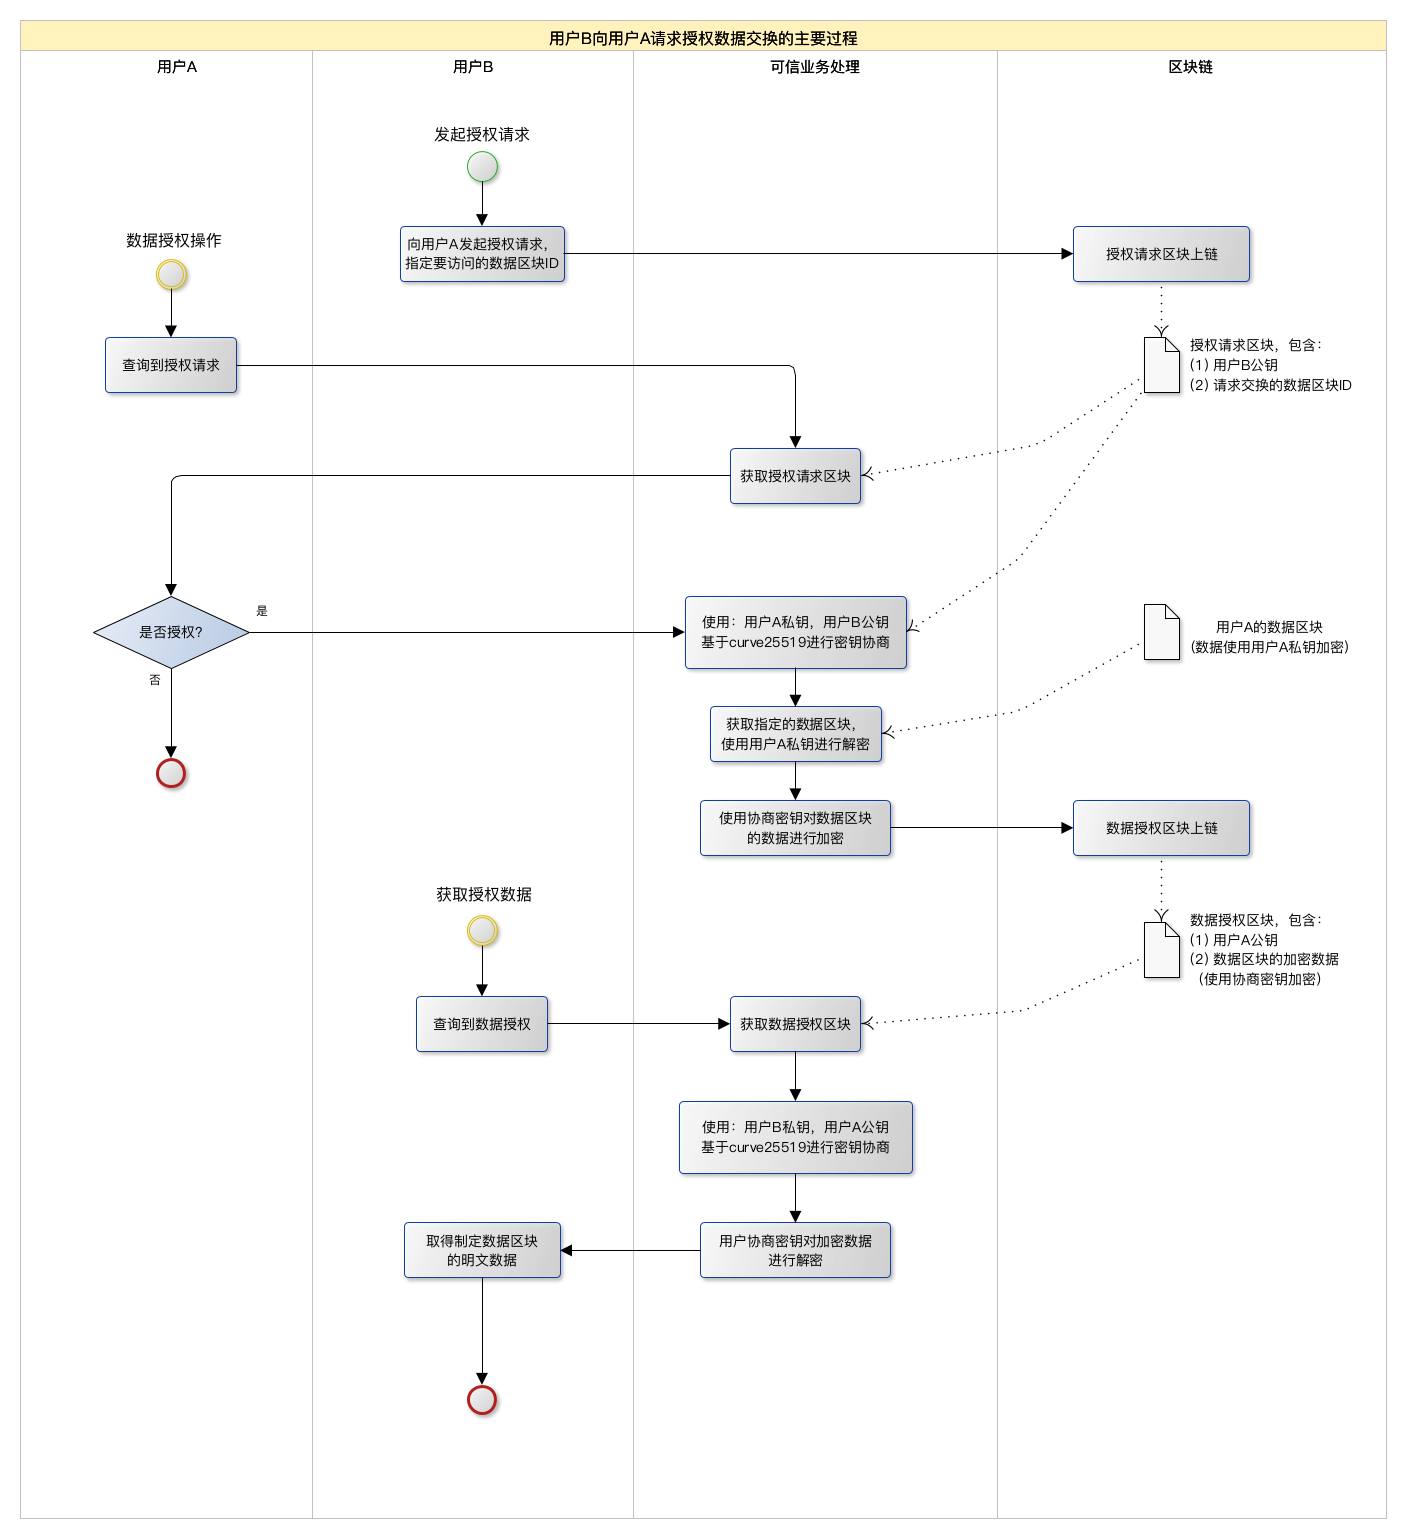 用户B向用户A请求授权数据交换的主要过程
用户A
用户B
可信业务处理
区块链
发起授权请求
向用户A发起授权请求，
指定要访问的数据区块ID
授权请求区块上链
数据授权操作
查询到授权请求
授权请求区块，包含：
(1) 用户B公钥
(2) 请求交换的数据区块ID
获取授权请求区块
是否授权?
是
否
使用：用户A私钥，用户B公钥
基于curve25519进行密钥协商
用户A的数据区块
(数据使用用户A私钥加密)
获取指定的数据区块，
使用用户A私钥进行解密
使用协商密钥对数据区块
的数据进行加密
数据授权区块上链
获取授权数据
数据授权区块，包含：
(1) 用户A公钥
(2) 数据区块的加密数据
(使用协商密钥加密)
查询到数据授权
获取数据授权区块
使用：用户B私钥，用户A公钥
基于curve25519进行密钥协商
用户协商密钥对加密数据
进行解密
取得制定数据区块
的明文数据